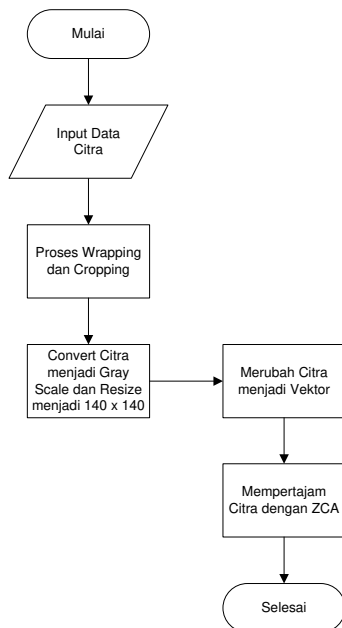 Mulai
Input Data
Citra
Proses Wrapping
dan Cropping
Convert Citra
menjadi Gray
Scale dan Resize
menjadi 140 x 140
Merubah Citra
menjadi Vektor
Mempertajam
Citra dengan ZCA
Selesai